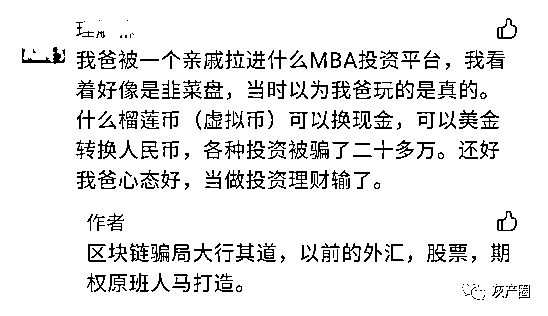 我爸被一个亲戚拉进什么MBA投资平台，我看
着好像是韭菜盘，当时以为我爸玩的是真的。
什么榴莲币（虚拟币）可以换现金，可以美金
转换人民币，各种投资被骗了二十多万。还好
我爸心态好，当做投资理财输了。
作者
区块链骗局大行其道，以前的外汇，股票，期
权原班人马打造。
灰产圈